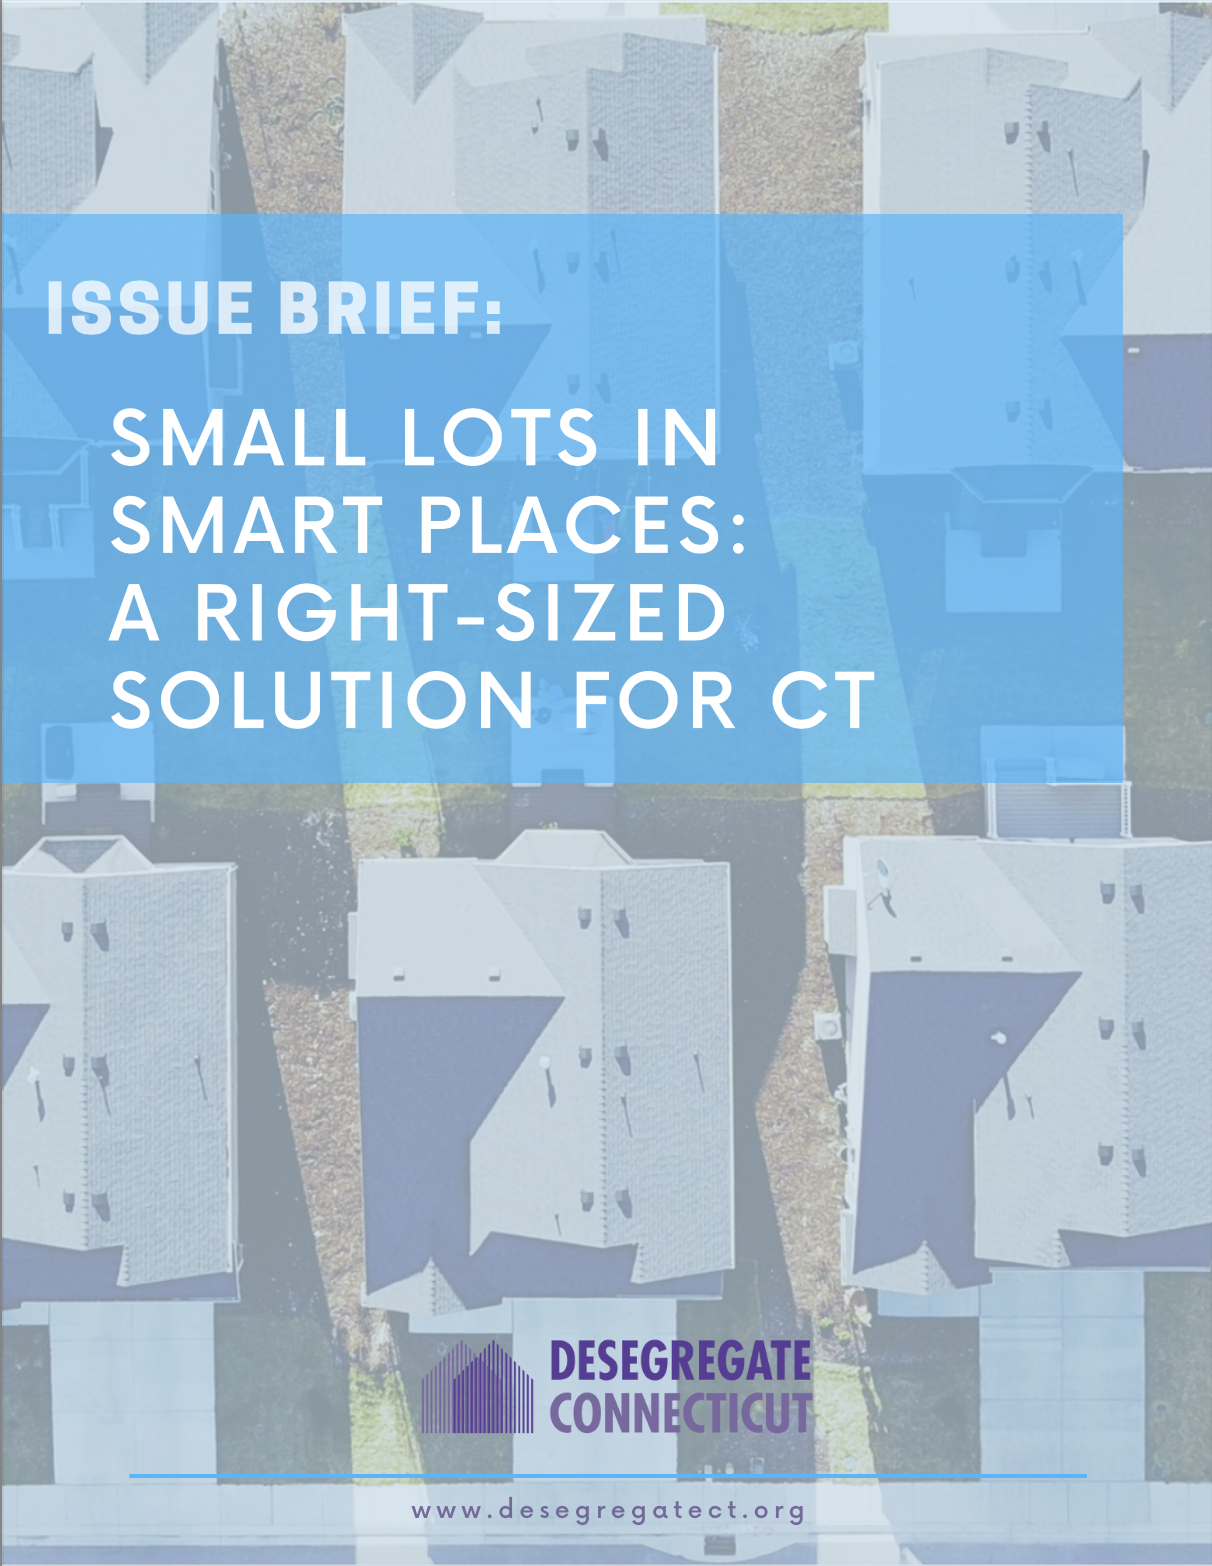 ISSUE BRIEF:
SMALL LOTS IN
SMART PLACES:
A RIGHT-SIZED
SOLUTION FOR CT
DESEGREGATE
CONNECTICUT
www.desegregatect.org